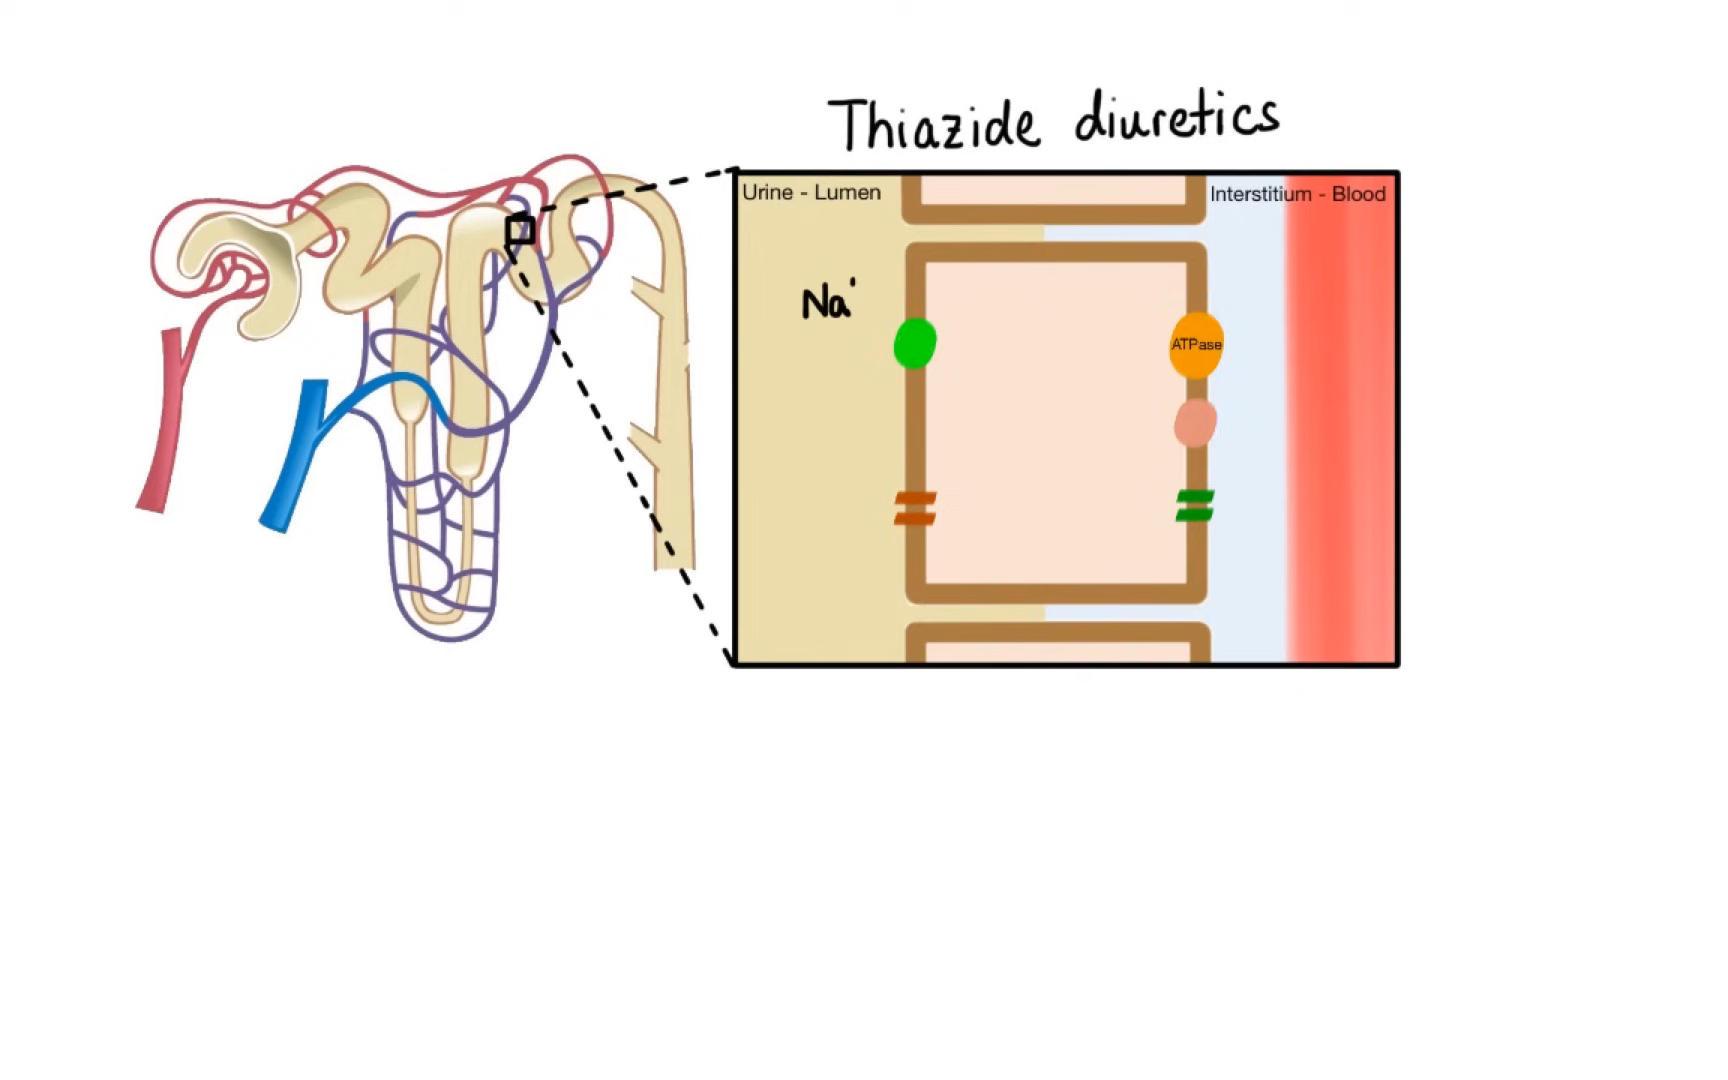 Thiazide diuretics
Urine - Lumen
Interstitium - Blood
Na⁺
ATPase